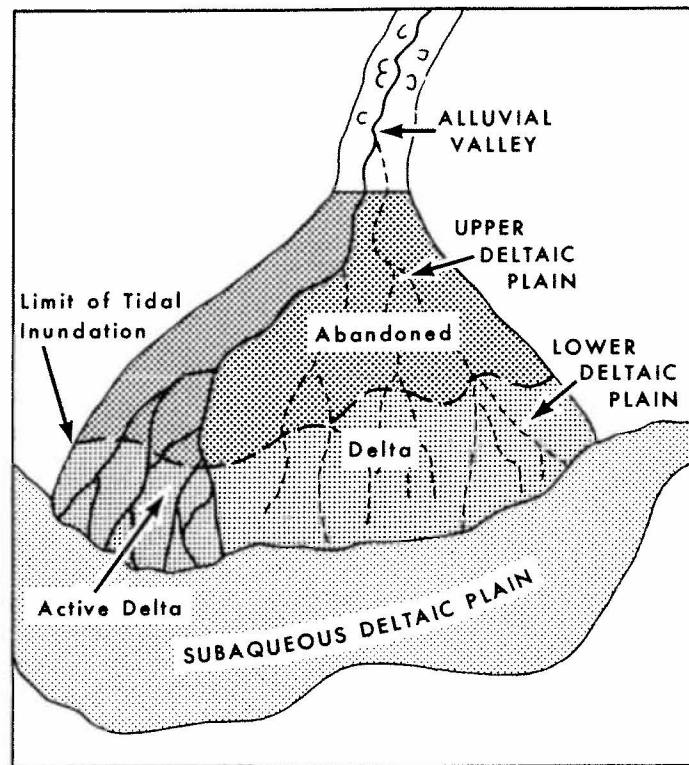 ALLUVIAL
VALLEY
UPPER
DELTAIC
PLAIN
Limit of Tidal
Inundation
Abandoned
LOWER
DELTAIC
PLAIN
Delta
Active Delta
SUBAQUEOUS DELTAIC PLAIN